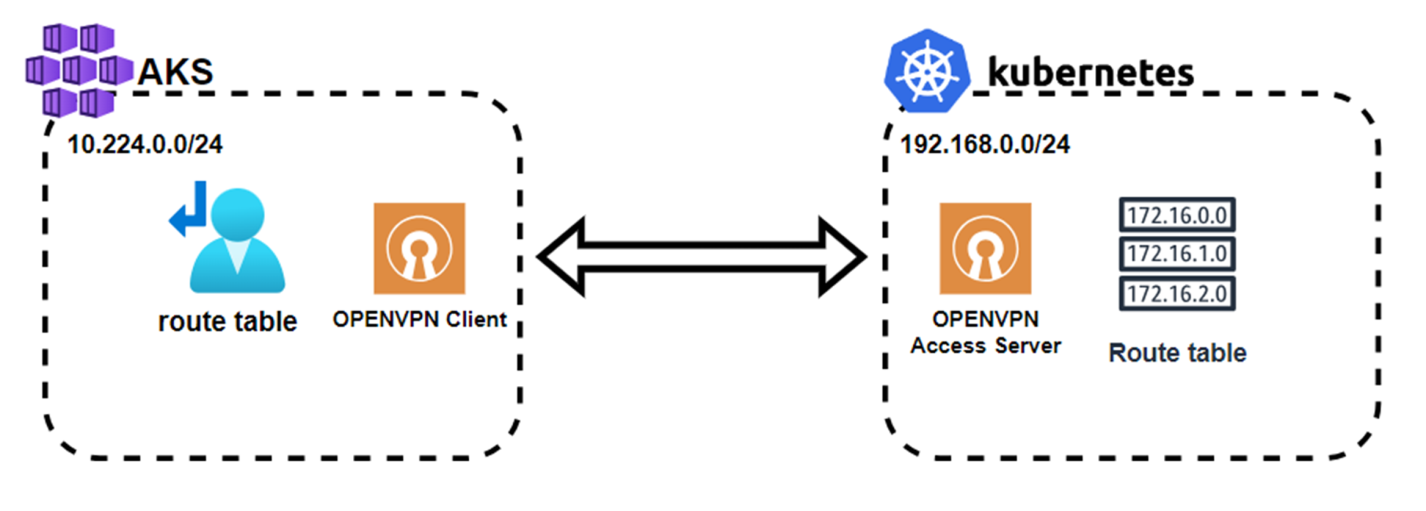 AKS
10.224.0.0/24
route table
OPENVPN Client
kubernetes
192.168.0.0/24
OPENVPN
Access Server
172.16.0.0
172.16.1.0
172.16.2.0
Route table